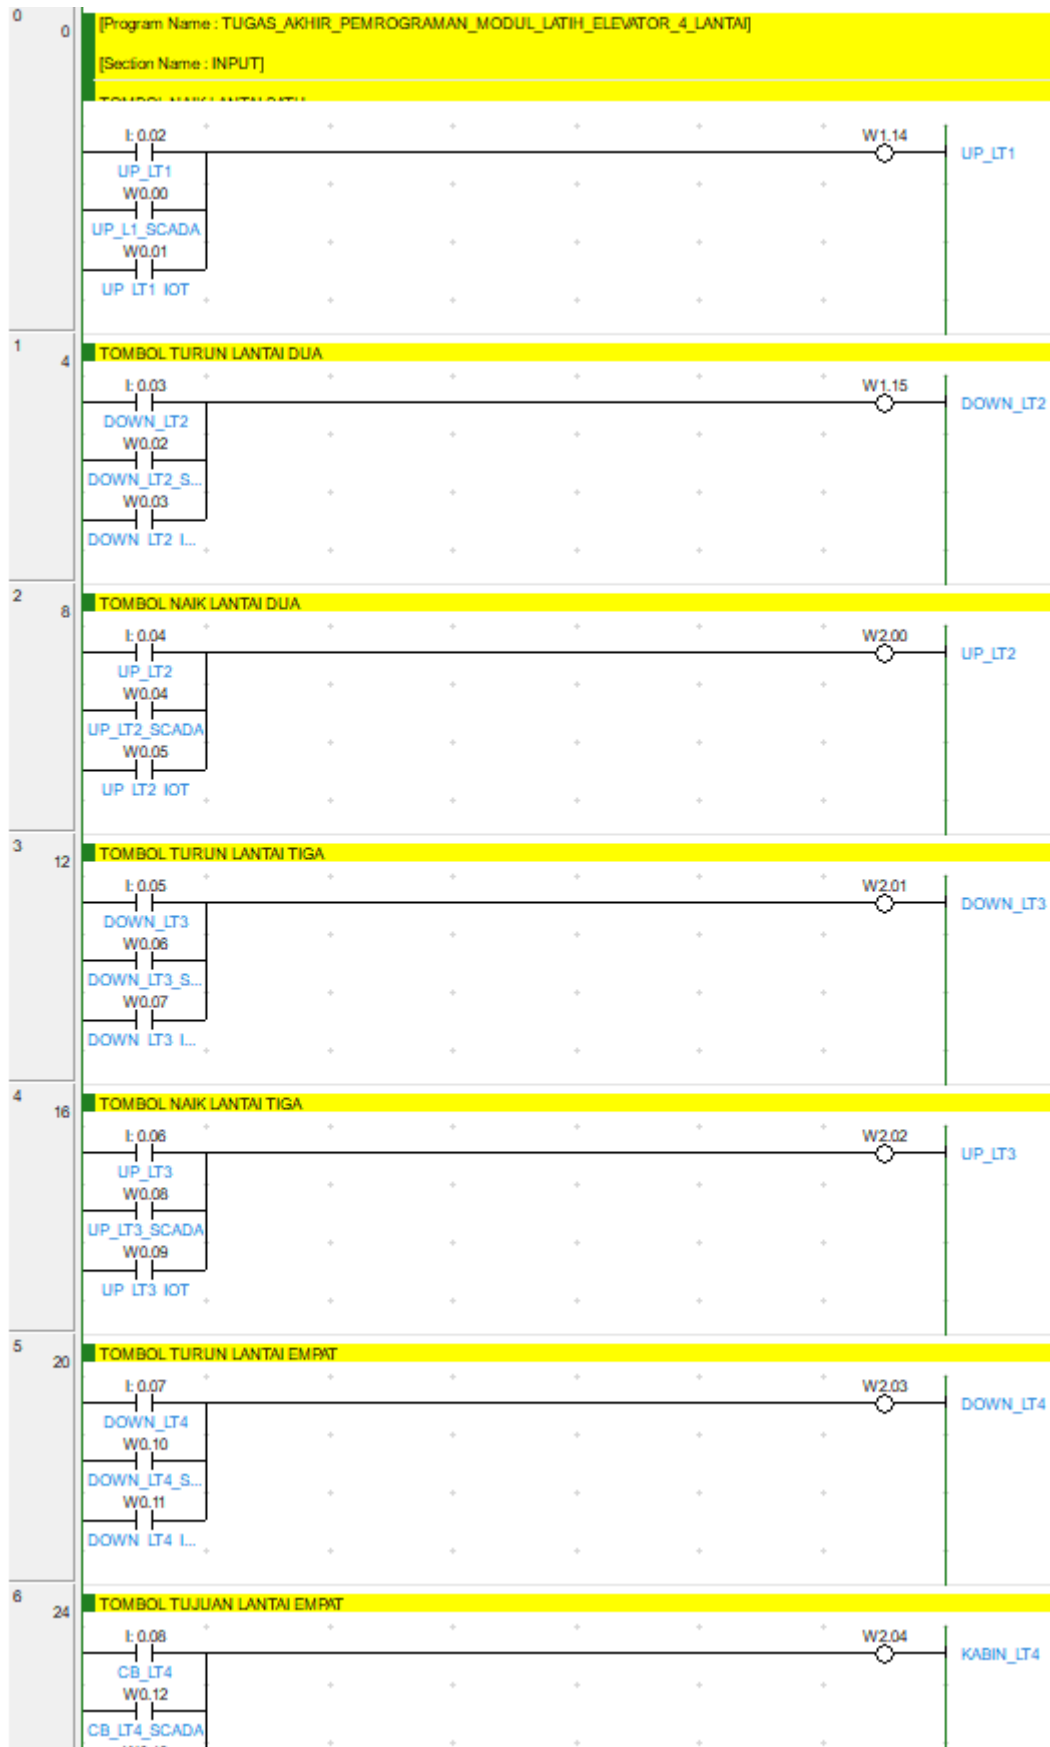 0
0
[Program Name : TUGAS_AKHIR_PEMROGRAMAN_MODUL_LATIH_ELEVATOR_4_LANTAI]
[Section Name : INPUT]
TOMBOL NAIK LANTAI SATU
I: 0.02
W1.14
UP_LT1
UP_LT1
W0.00
UP_L1_SCADA
W0.01
UP_LT1_IOT
1
4
TOMBOL TURUN LANTAI DUA
I: 0.03
W1.15
DOWN_LT2
DOWN_LT2
W0.02
DOWN_LT2_S...
W0.03
DOWN_LT2_I...
2
8
TOMBOL NAIK LANTAI DUA
I: 0.04
W2.00
UP_LT2
UP_LT2
W0.04
UP_LT2_SCADA
W0.05
UP_LT2_IOT
3
12
TOMBOL TURUN LANTAI TIGA
I: 0.05
W2.01
DOWN_LT3
DOWN_LT3
W0.06
DOWN_LT3_S...
W0.07
DOWN_LT3_I...
4
16
TOMBOL NAIK LANTAI TIGA
I: 0.06
W2.02
UP_LT3
UP_LT3
W0.08
UP_LT3_SCADA
W0.09
UP_LT3_IOT
5
20
TOMBOL TURUN LANTAI EMPAT
I: 0.07
W2.03
DOWN_LT4
DOWN_LT4
W0.10
DOWN_LT4_S...
W0.11
DOWN_LT4_I...
6
24
TOMBOL TUJUAN LANTAI EMPAT
I: 0.08
W2.04
KABIN_LT4
CB_LT4
W0.12
CB_LT4_SCADA